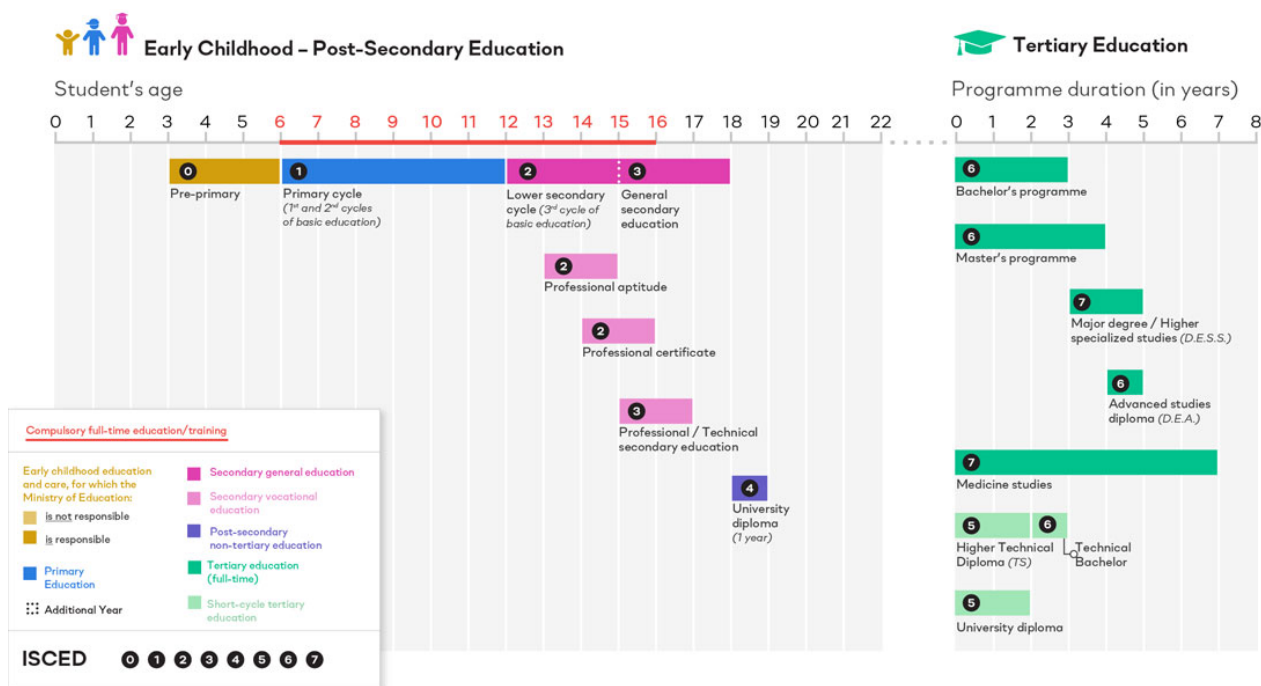 Early Childhood – Post-Secondary Education
Student's age
0 1 2 3 4 5 6 7 8 9 10 11 12 13 14 15 16 17 18 19 20 21 22
0
Pre-primary
1
Primary cycle
(1st and 2nd cycles
of basic education)
2
Lower secondary
cycle (3rd cycle of
basic education)
3
General
secondary
education
2
Professional aptitude
2
Professional certificate
3
Professional / Technical
secondary education
4
University
diploma
(1 year)
Tertiary Education
Programme duration (in years)
0 1 2 3 4 5 6 7 8
6
Bachelor's programme
6
Master's programme
7
Major degree / Higher
specialized studies (D.E.S.S.)
6
Advanced studies
diploma (D.E.A.)
7
Medicine studies
5
Higher Technical
Diploma (TS)
6
Technical
Bachelor
5
University diploma
Compulsory full-time education/training
Early childhood education
and care, for which the
Ministry of Education:
is not responsible
is responsible
Primary
Education
Additional Year
Secondary general education
Secondary vocational
education
Post-secondary
non-tertiary education
Tertiary education
(full-time)
Short-cycle tertiary
education
ISCED 0 1 2 3 4 5 6 7